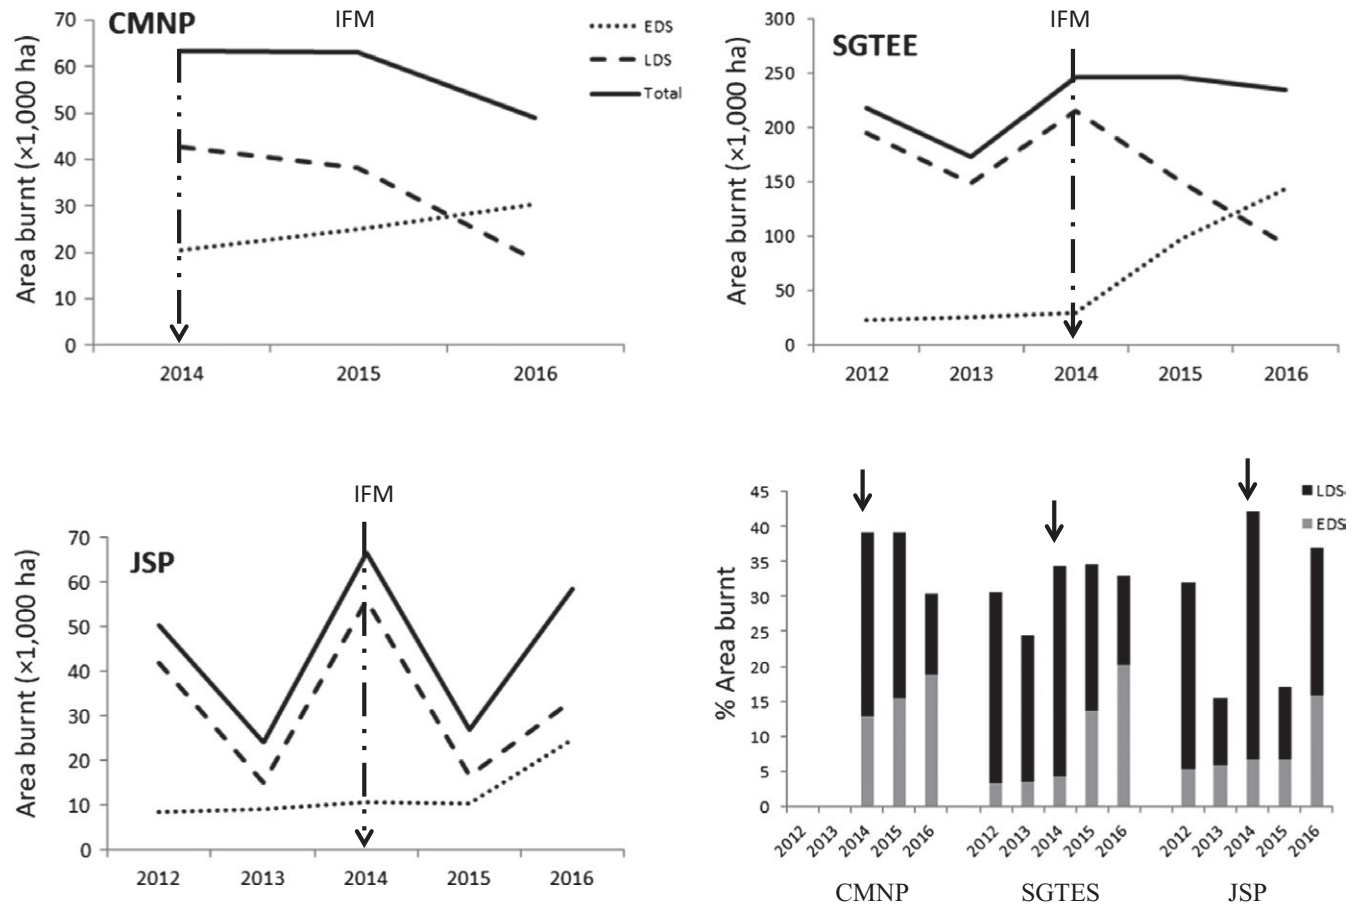 CMNP
IFM
EDS
LDS
Total
Area burnt (×1,000 ha)
70
60
50
40
30
20
10
0
2014 2015 2016
SGTEE
IFM
Area burnt (×1,000 ha)
300
250
200
150
100
50
0
2012 2013 2014 2015 2016
JSP
IFM
Area burnt (×1,000 ha)
70
60
50
40
30
20
10
0
2012 2013 2014 2015 2016
LDS
EDS
% Area burnt
45
40
35
30
25
20
15
10
5
0
2012 2013 2014 2015 2016 2012 2013 2014 2015 2016 2012 2013 2014 2015 2016
CMNP SGTES JSP